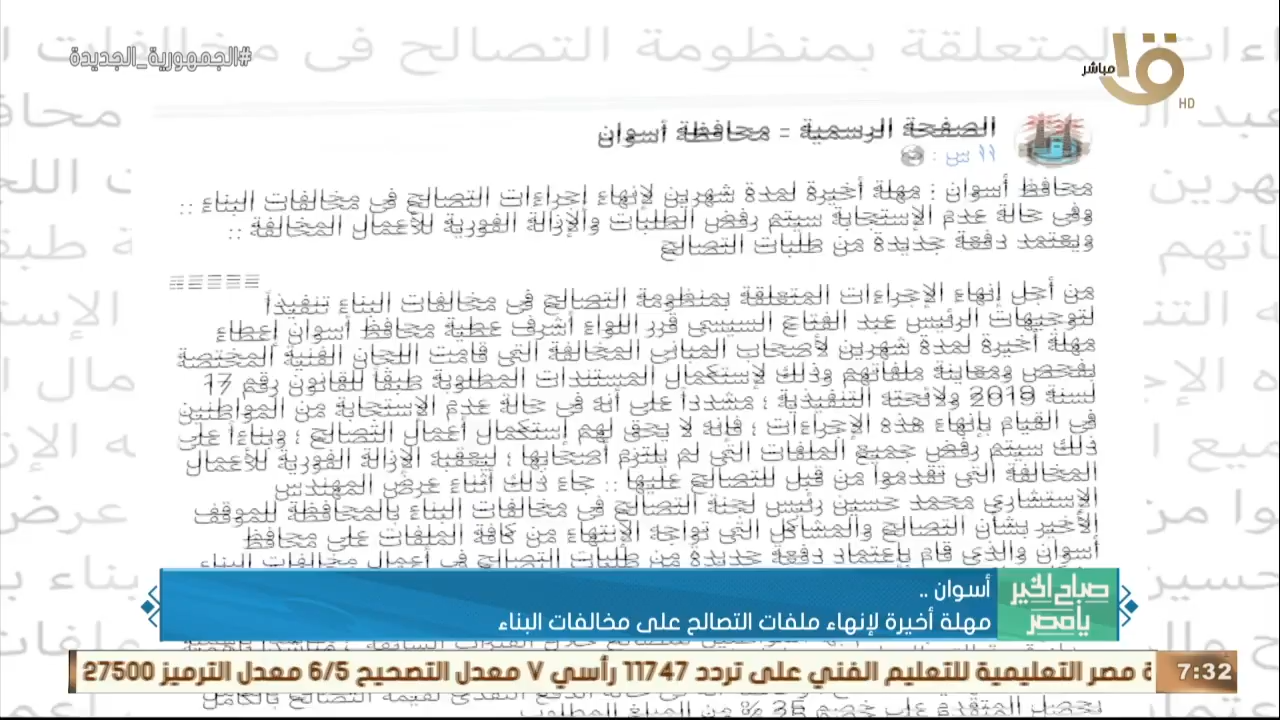 #الجمهورية_الجديدة
مباشر
HD
الصفحة الرسمية - محافظة أسوان
١١ س
محافظ أسوان : مهلة أخيرة لمدة شهرين لإنهاء إجراءات التصالح فى مخالفات البناء ..
وفى حالة عدم الإستجابة سيتم رفض الطلبات والإزالة الفورية للأعمال المخالفة ..
ويعتمد دفعة جديدة من طلبات التصالح
=====
من أجل إنهاء الإجراءات المتعلقة بمنظومة التصالح فى مخالفات البناء تنفيذاً
لتوجيهات الرئيس عبد الفتاح السيسى قرر اللواء أشرف عطية محافظ أسوان إعطاء
مهلة أخيرة لمدة شهرين لأصحاب المبانى المخالفة التى قامت اللجان الفنية المختصة
بفحص ومعاينة ملفاتهم وذلك لإستكمال المستندات المطلوبة طبقاً للقانون رقم 17
لسنة 2019 ولائحته التنفيذية ، مشدداً على أنه فى حالة عدم الإستجابة من المواطنين
فى القيام بإنهاء هذه الإجراءات ، فإنه لا يحق لهم إستكمال أعمال التصالح ، وبناءاً على
ذلك سيتم رفض جميع الملفات التى لم يلتزم أصحابها ، ليعقبه الإزالة الفورية للأعمال
المخالفة التى تقدموا من قبل للتصالح عليها .. جاء ذلك أثناء عرض المهندس
الإستشارى محمد حسين رئيس لجنة التصالح فى مخالفات البناء بالمحافظة للموقف
الأخير بشأن التصالح والمشاكل التى تواجه الإنتهاء من كافة الملفات على محافظ
أسوان والذى قام بإعتماد دفعة جديدة من طلبات التصالح فى أعمال مخالفات البناء
صباح الخير يا مصر
أسوان ..
مهلة أخيرة لإنهاء ملفات التصالح على مخالفات البناء
مصر التعليمية للتعليم الفني على تردد 11747 رأسي ٧ معدل التصحيح 6/5 معدل الترميز 27500
7:32